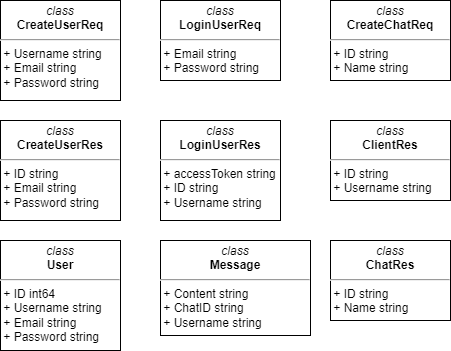 class
CreateUserReq
+ Username string
+ Email string
+ Password string
class
LoginUserReq
+ Email string
+ Password string
class
CreateChatReq
+ ID string
+ Name string
class
CreateUserRes
+ ID string
+ Email string
+ Password string
class
LoginUserRes
+ accessToken string
+ ID string
+ Username string
class
ClientRes
+ ID string
+ Username string
class
User
+ ID int64
+ Username string
+ Email string
+ Password string
class
Message
+ Content string
+ ChatID string
+ Username string
class
ChatRes
+ ID string
+ Name string